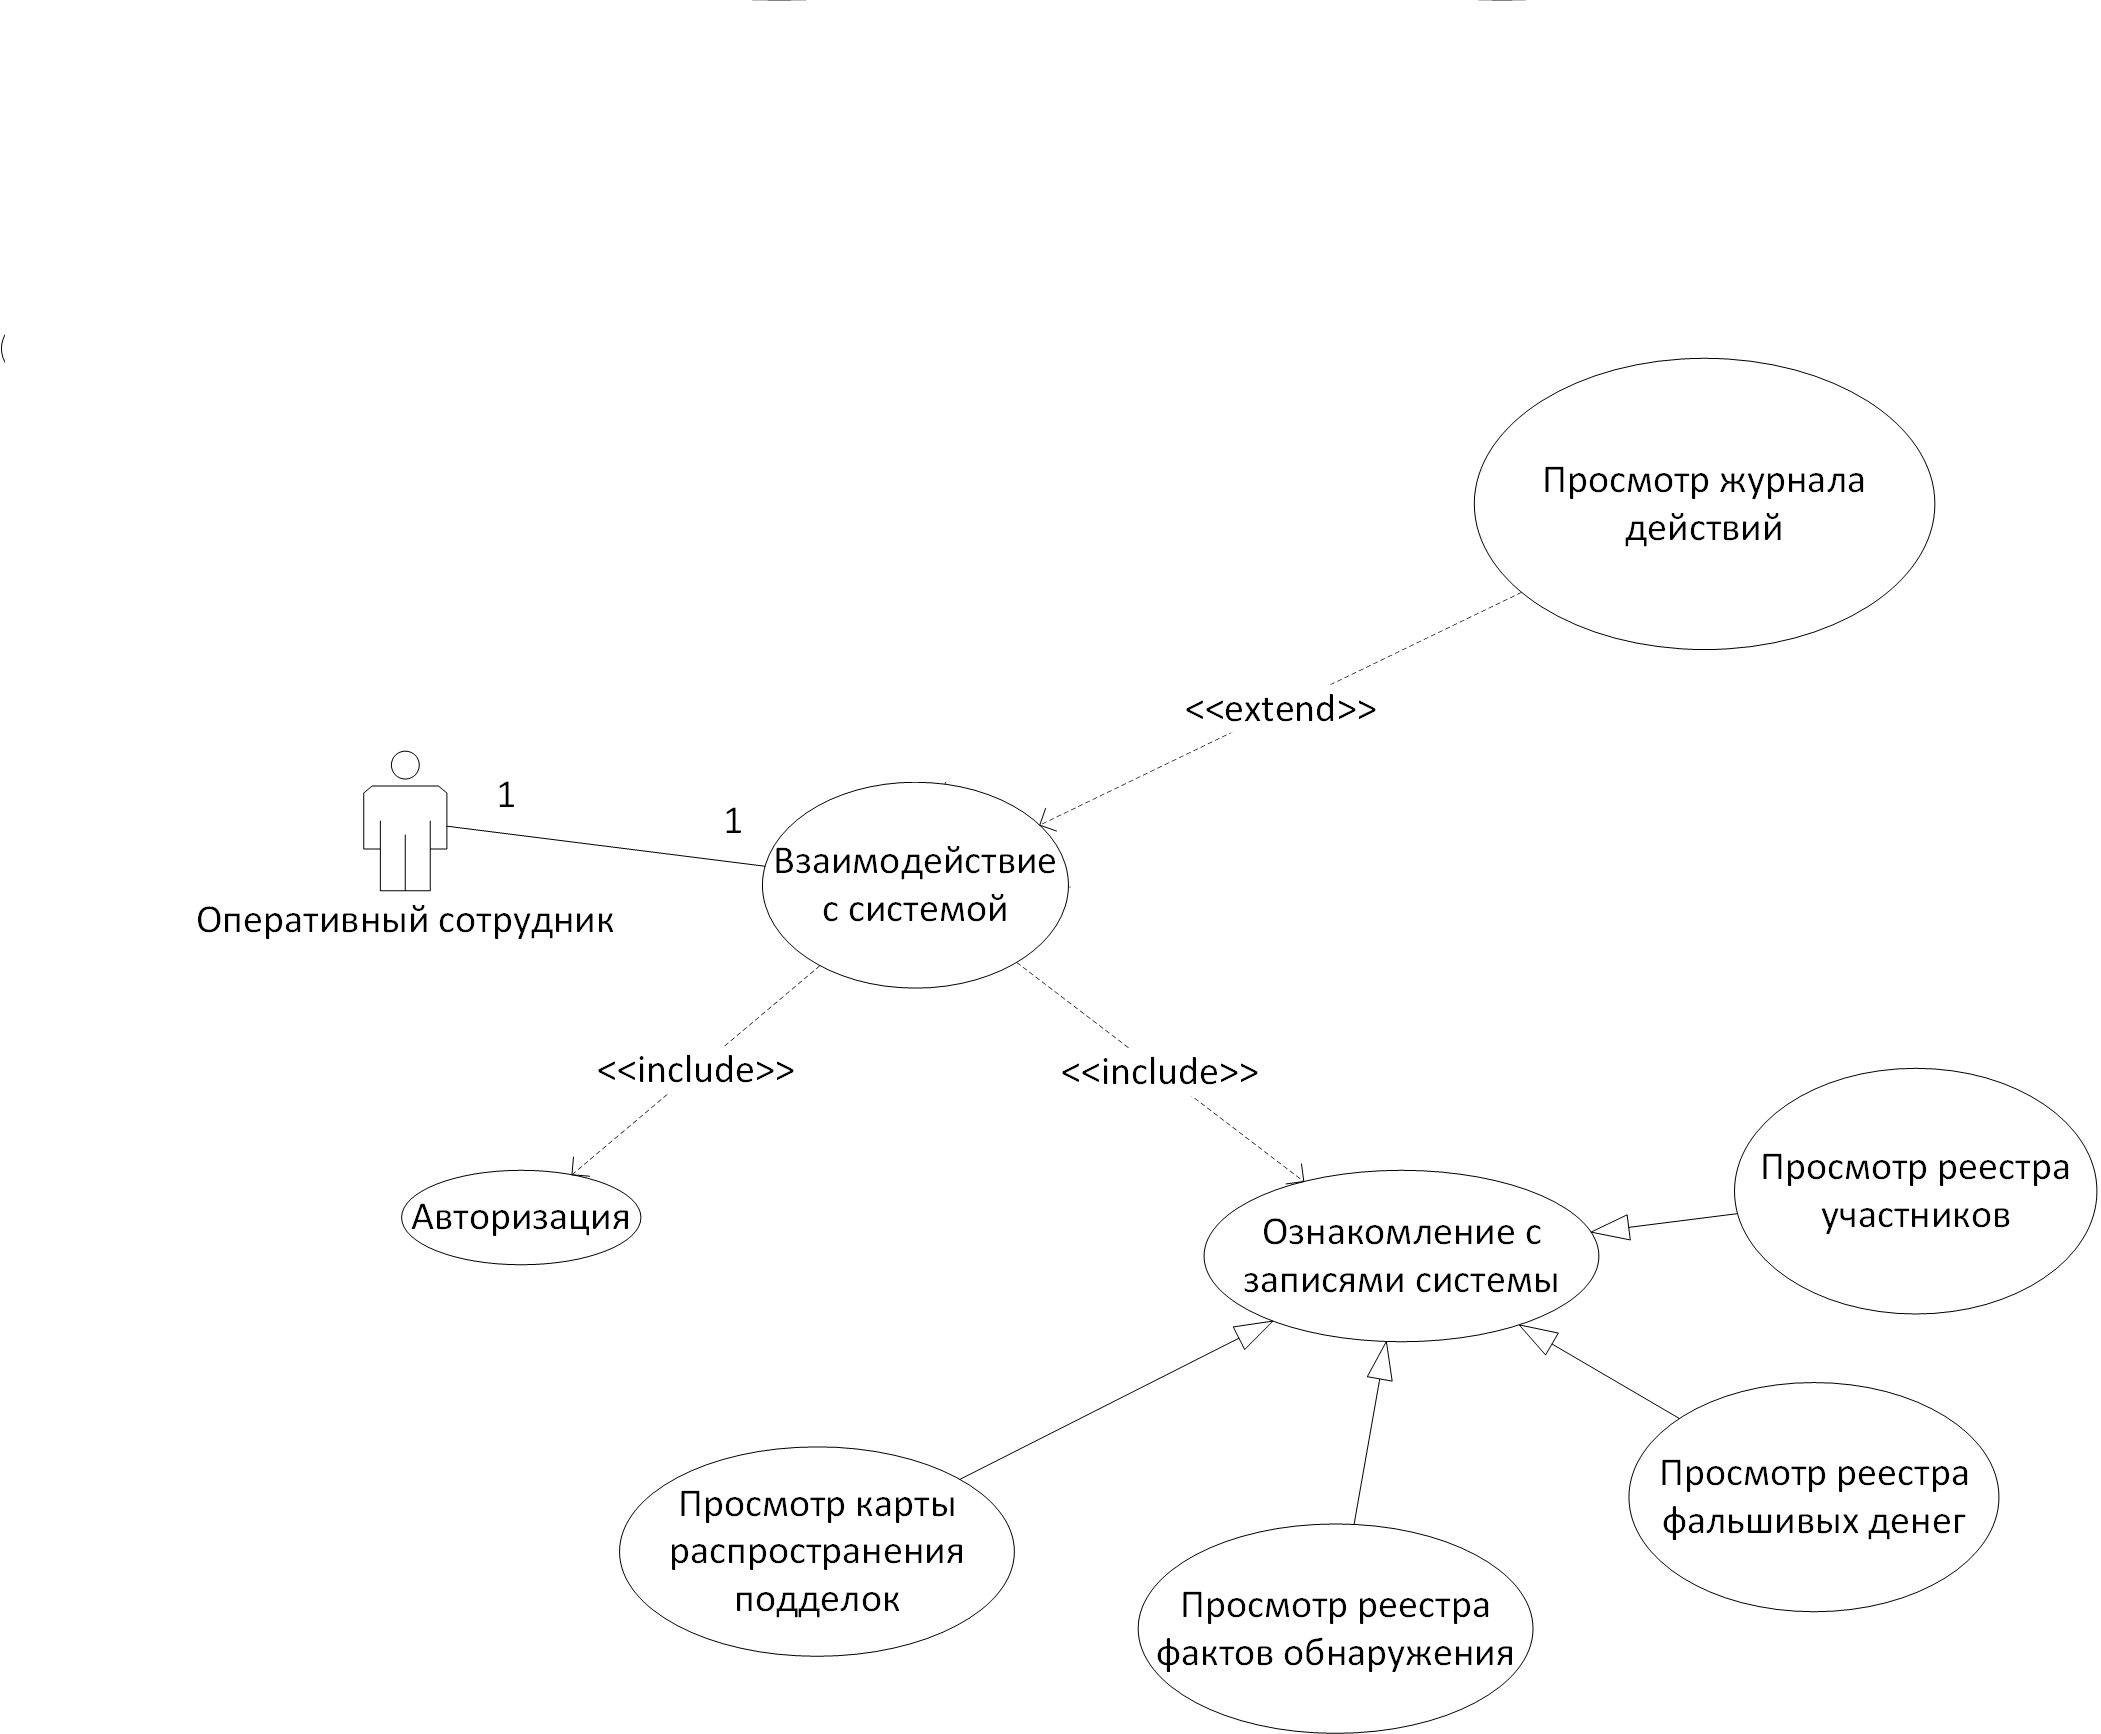 Просмотр журнала
действий
<<extend>>
1
1
Взаимодействие
с системой
Оперативный сотрудник
<<include>>
<<include>>
Авторизация
Ознакомление с
записями системы
Просмотр реестра
участников
Просмотр карты
распространения
подделок
Просмотр реестра
фактов обнаружения
Просмотр реестра
фальшивых денег